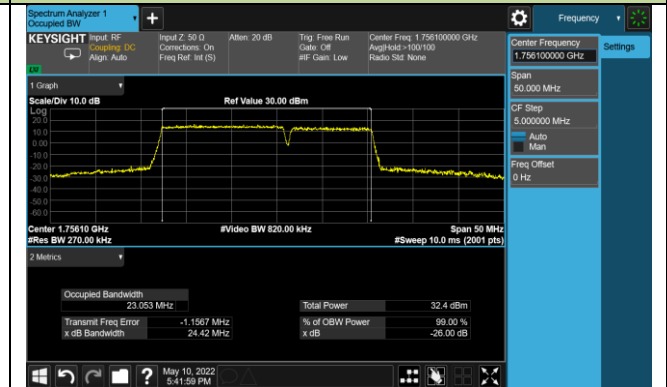 Spectrum Analyzer 1
Occupied BW
+
Frequency
KEYSIGHT
Input: RF
Coupling: DC
Align: Auto
Input Z: 50 Ω
Corrections: On
Freq Ref: Int (S)
Atten: 20 dB
Trig: Free Run
Gate: Off
#IF Gain: Low
Center Freq: 1.756100000 GHz
Avg|Hold:>100/100
Radio Std: None
Center Frequency
1.756100000 GHz
Settings
Span
50.000 MHz
CF Step
5.000000 MHz
Auto
Man
Freq Offset
0 Hz
1 Graph
Scale/Div 10.0 dB
Ref Value 30.00 dBm
Log
20.0
10.0
0.00
-10.0
-20.0
-30.0
-40.0
-50.0
-60.0
Center 1.75610 GHz
#Video BW 820.00 kHz
Span 50 MHz
#Res BW 270.00 kHz
#Sweep 10.0 ms (2001 pts)
2 Metrics
Occupied Bandwidth
23.053 MHz
Total Power
32.4 dBm
Transmit Freq Error
-1.1567 MHz
% of OBW Power
99.00 %
x dB Bandwidth
24.42 MHz
x dB
-26.00 dB
?
May 10, 2022
5:41:59 PM